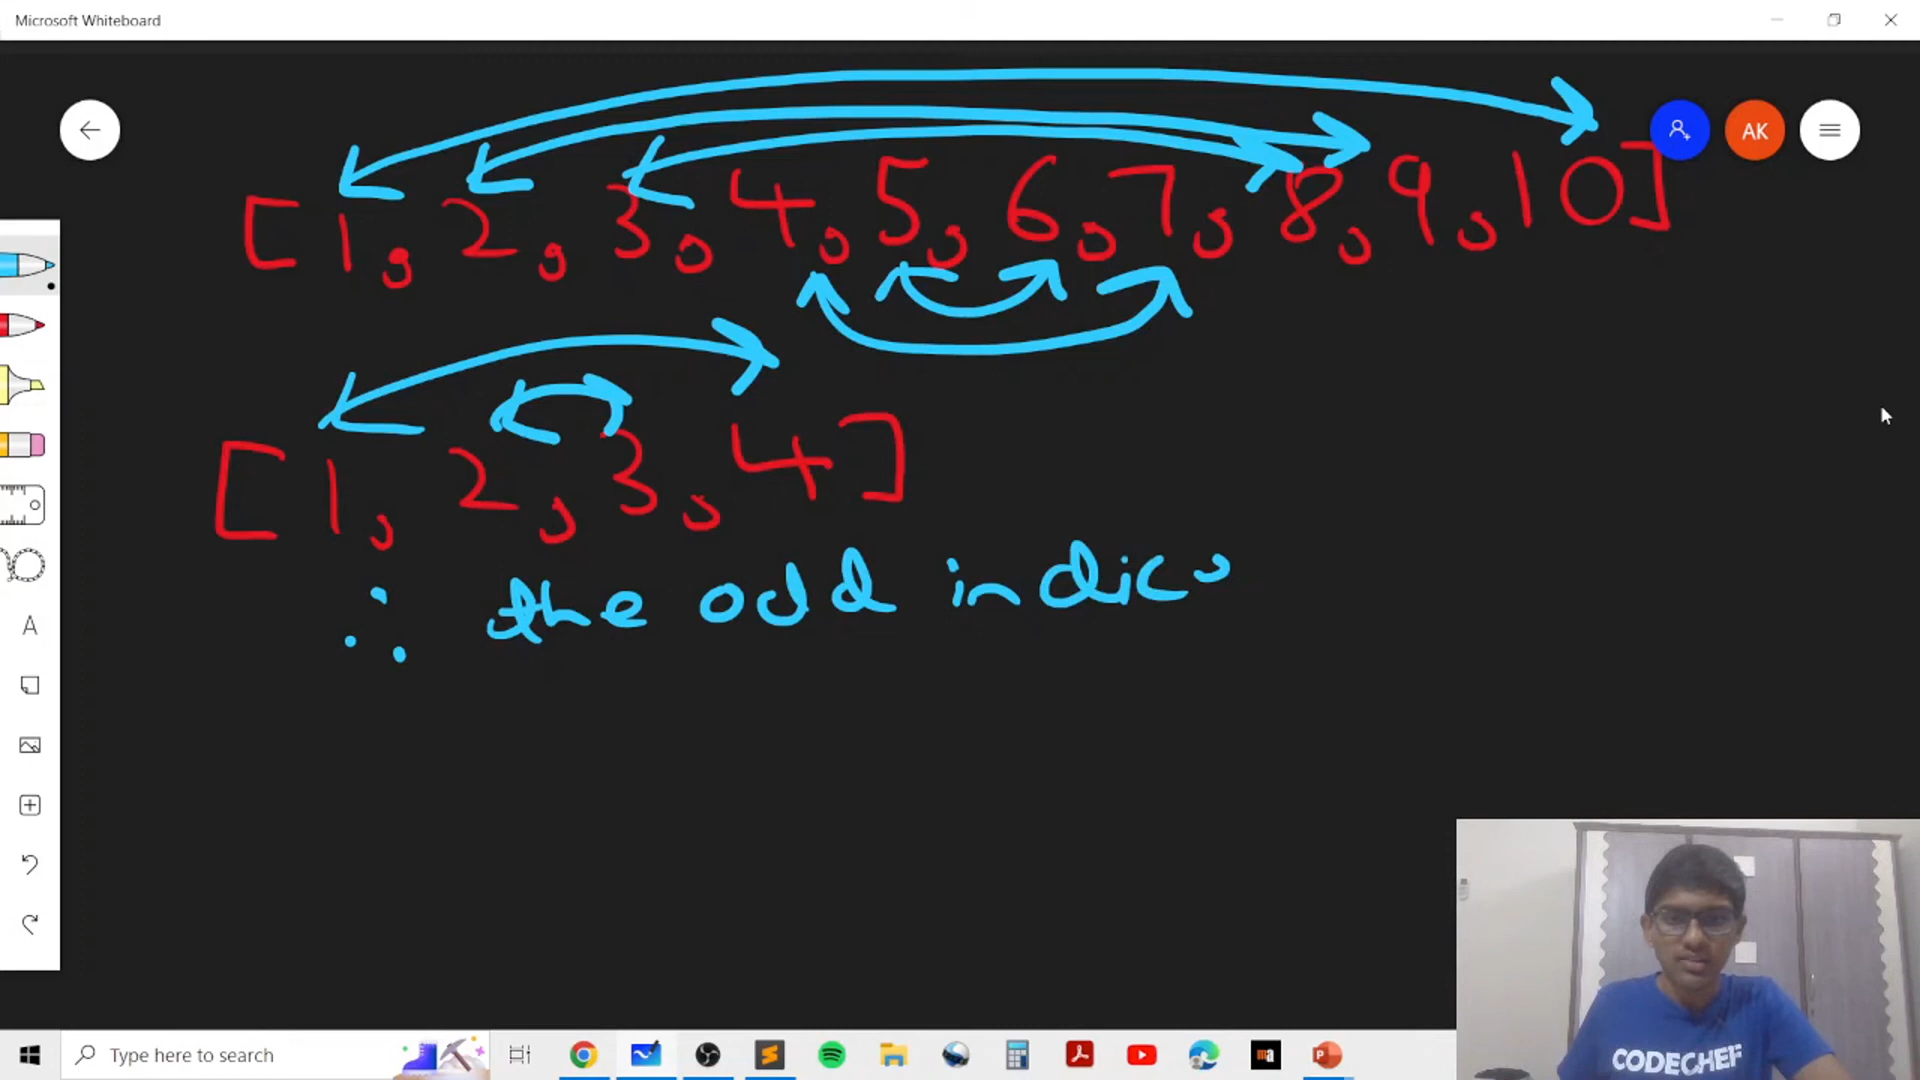 Microsoft Whiteboard
AK
[1, 2, 3, 4, 5, 6, 7, 8, 9, 10]
[1, 2, 3, 4]
∴ the odd indic
A
CODECHEF
Type here to search